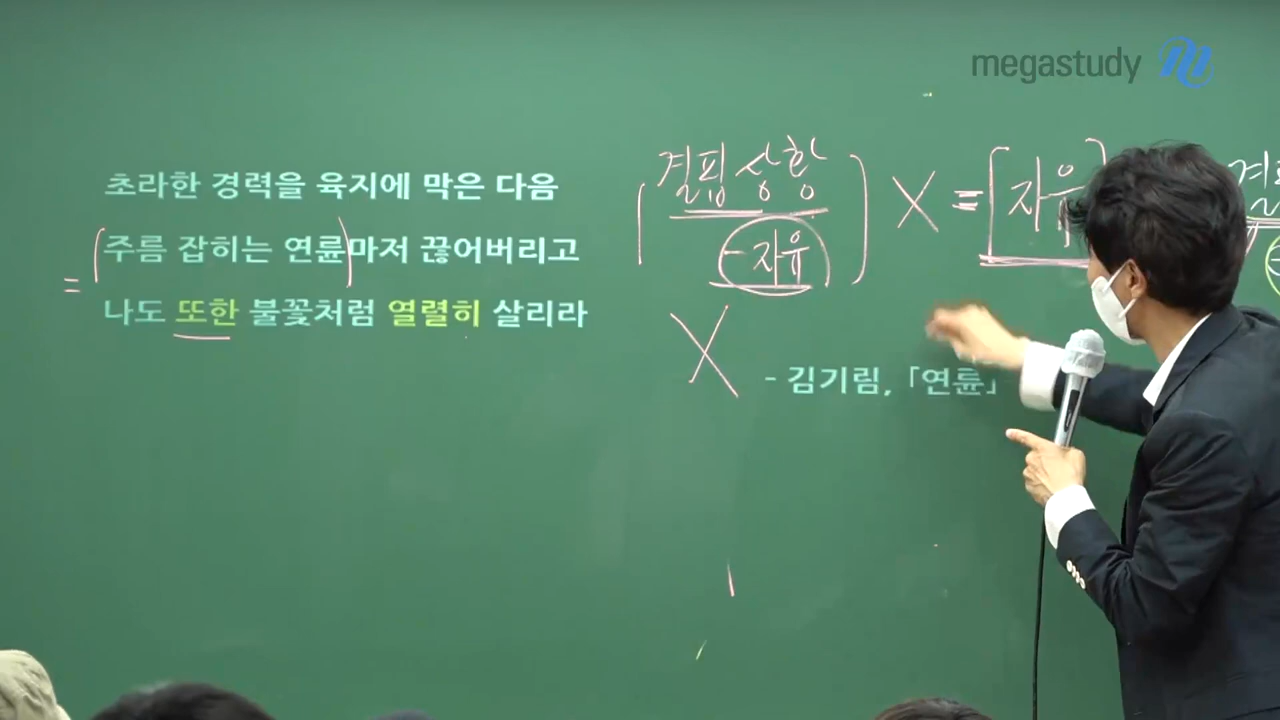 megastudy
초라한 경력을 육지에 막은 다음
주름 잡히는 연륜마저 끊어버리고
나도 또한 불꽃처럼 열렬히 살리라
- 김기림, 「연륜」
(결핍상황
- 자유) X = [자유]
X
=